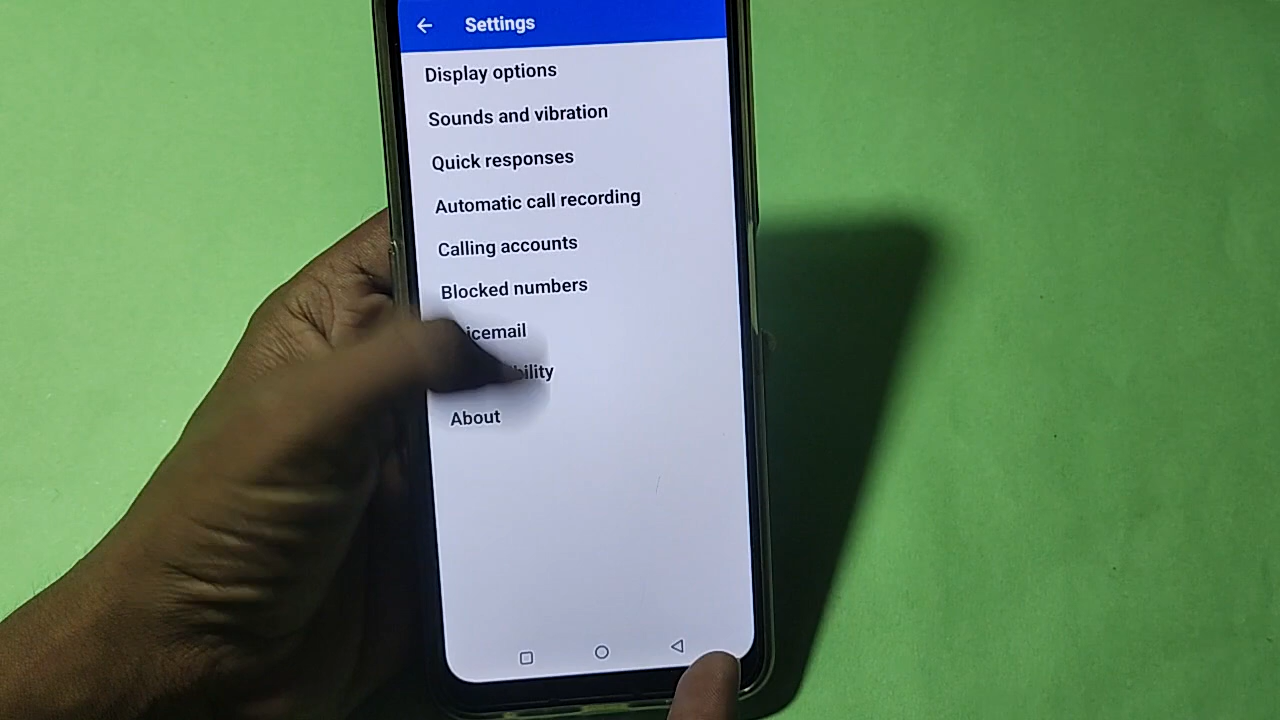 Settings
Display options
Sounds and vibration
Quick responses
Automatic call recording
Calling accounts
Blocked numbers
About